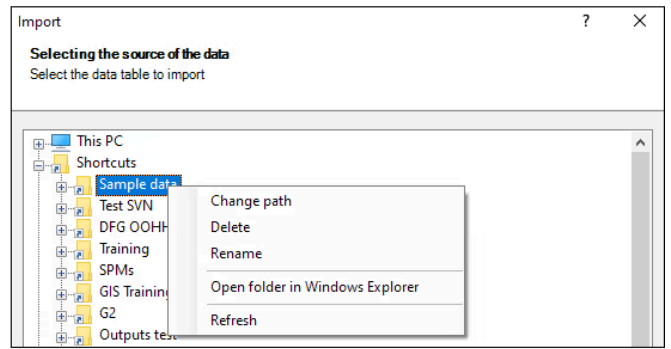 Import
?
Selecting the source of the data
Select the data table to import
This PC
Shortcuts
Sample data
Test SVN
DFG OOHH
Training
SPMs
GIS Training
G2
Outputs test
Change path
Delete
Rename
Open folder in Windows Explorer
Refresh